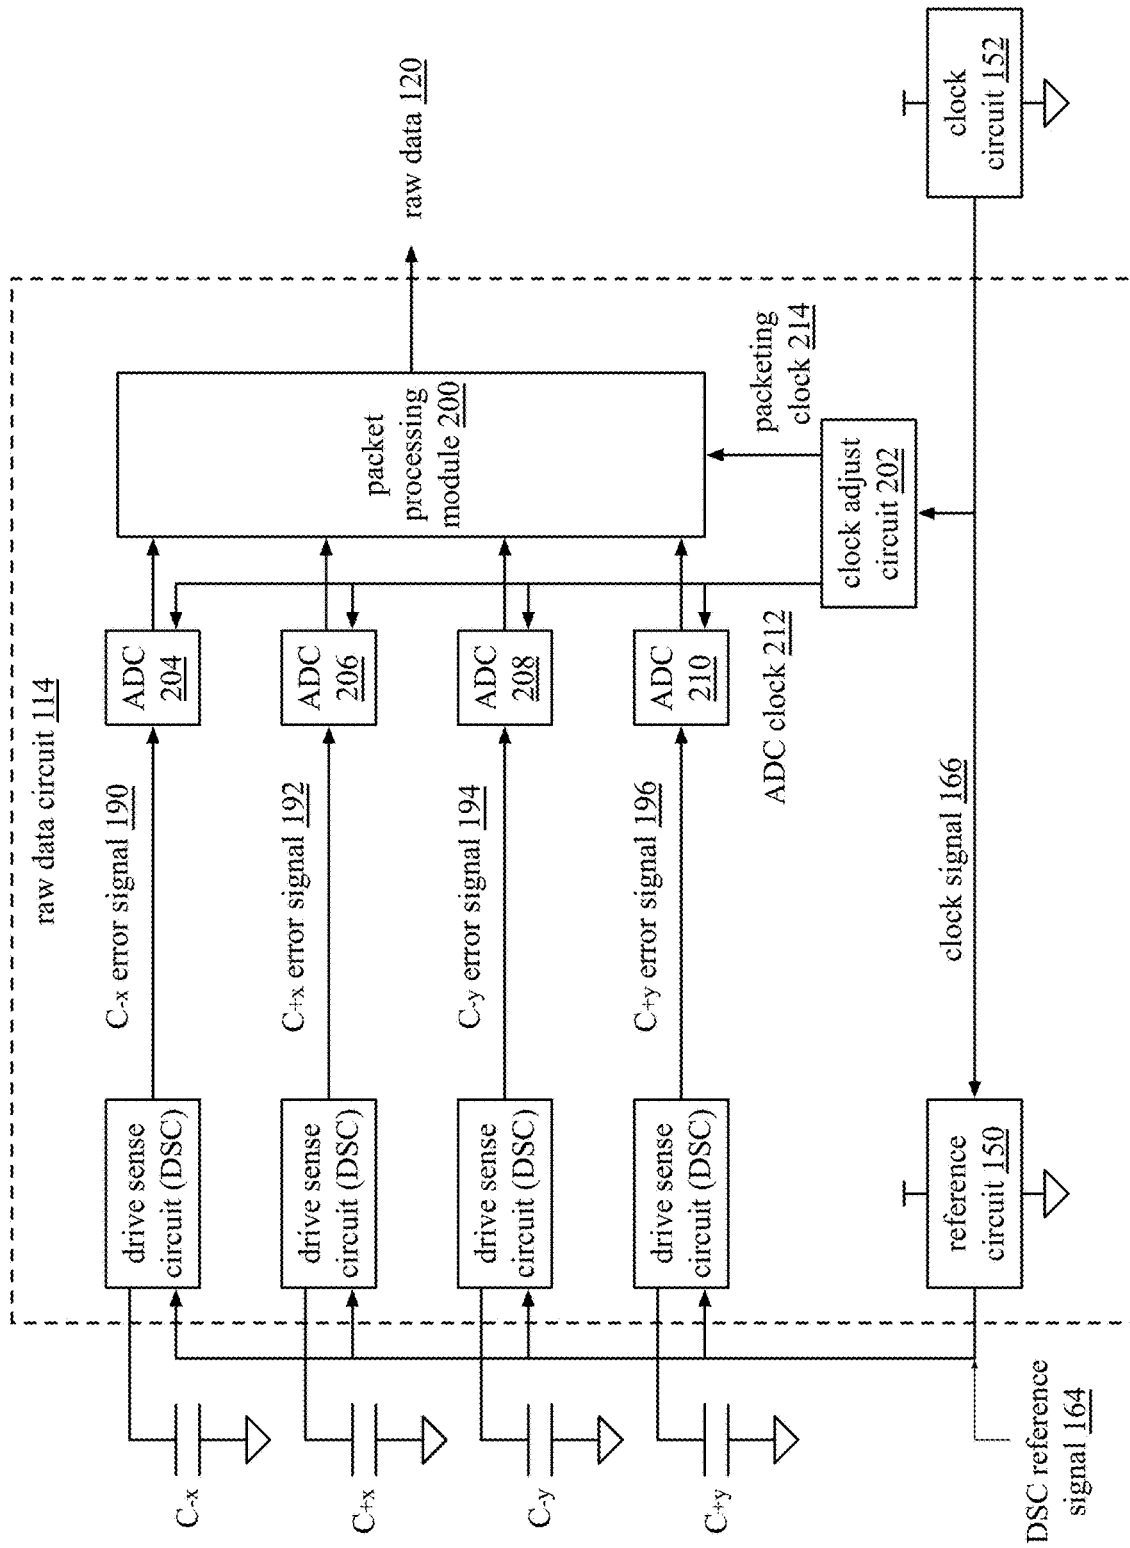 raw data circuit 114
C-x
drive sense
circuit (DSC)
C-x error signal 190
ADC
204
C+x
drive sense
circuit (DSC)
C+x error signal 192
ADC
206
C-y
drive sense
circuit (DSC)
C-y error signal 194
ADC
208
C+y
drive sense
circuit (DSC)
C+y error signal 196
ADC
210
packet
processing
module 200
raw data 120
ADC clock 212
packeting
clock 214
clock adjust
circuit 202
DSC reference
signal 164
reference
circuit 150
clock signal 166
clock
circuit 152